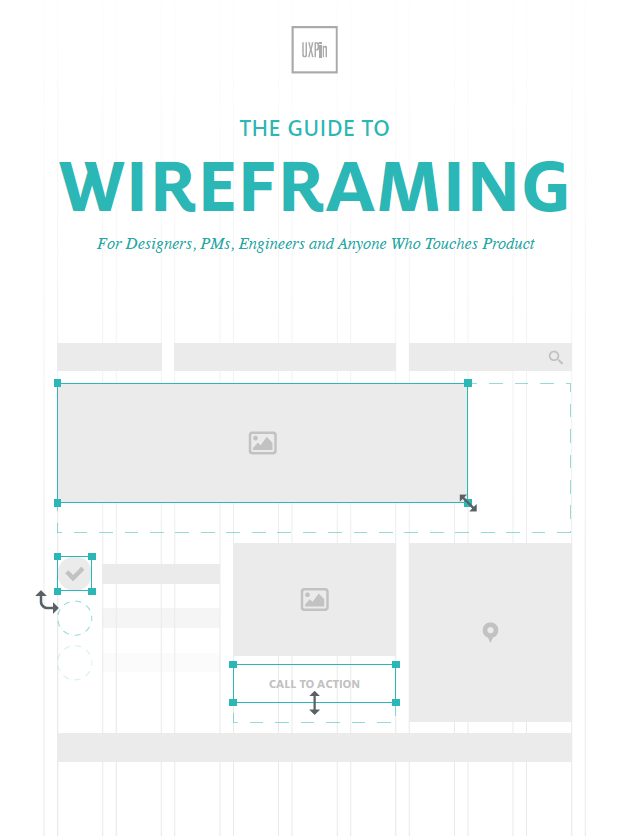 UXPin
THE GUIDE TO
WIREFRAMING
For Designers, PMs, Engineers and Anyone Who Touches Product
CALL TO ACTION